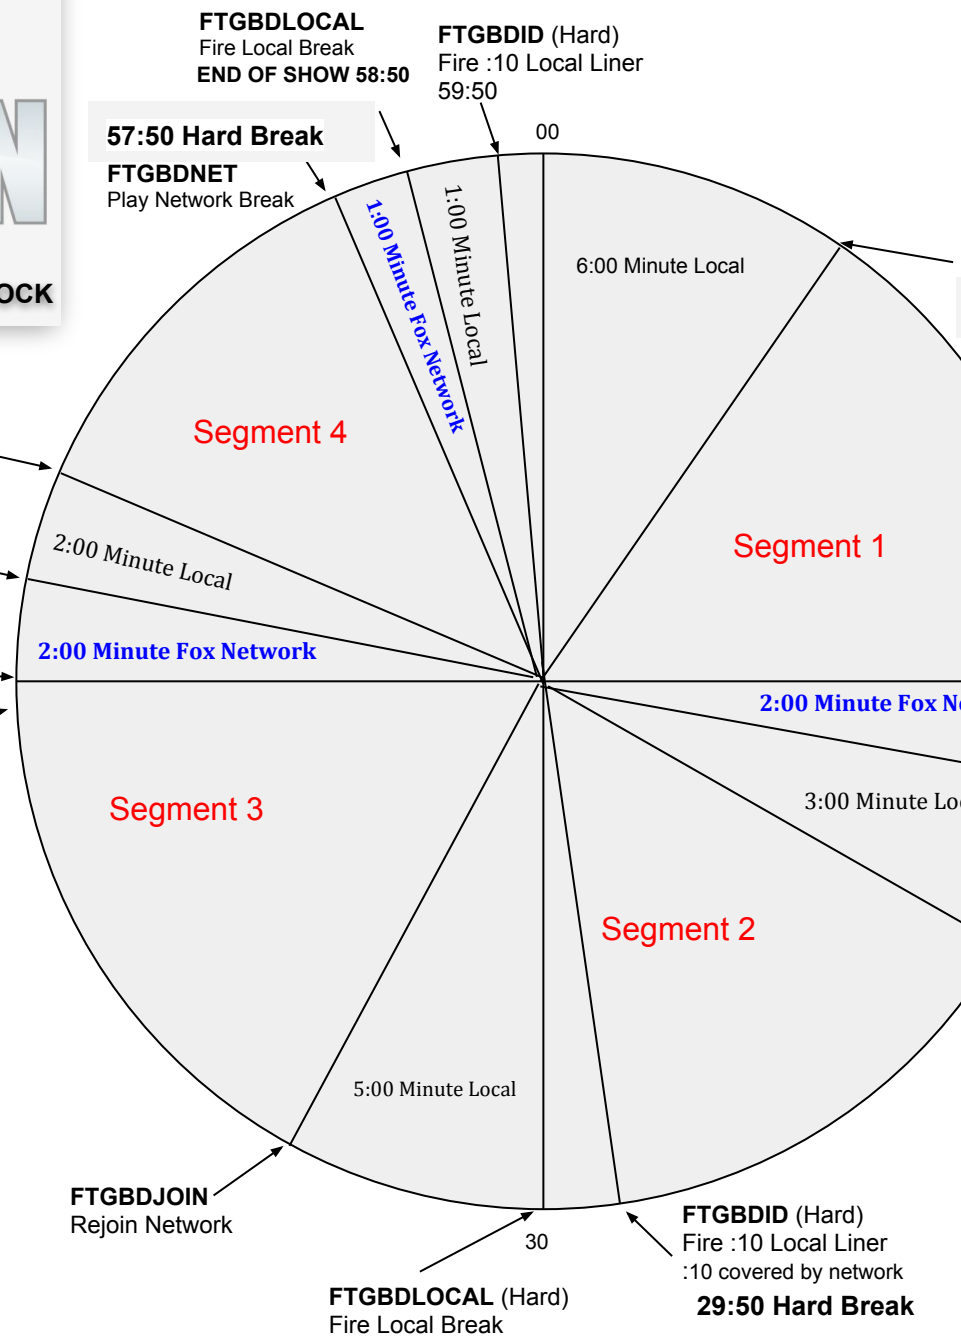 FTGBDLOCAL
Fire Local Break
END OF SHOW 58:50
FTGBDID (Hard)
Fire :10 Local Liner
59:50
57:50 Hard Break
FTGBDNET
Play Network Break
00
1:00 Minute Fox Network
1:00 Minute Local
6:00 Minute Local
Segment 4
Segment 1
2:00 Minute Local
2:00 Minute Fox Network
2:00 Minute Fox
3:00 Minute
Segment 3
Segment 2
5:00 Minute Local
FTGBDJOIN
Rejoin Network
30
FTGBDLOCAL (Hard)
Fire Local Break
FTGBDID (Hard)
Fire :10 Local Liner
:10 covered by network
29:50 Hard Break